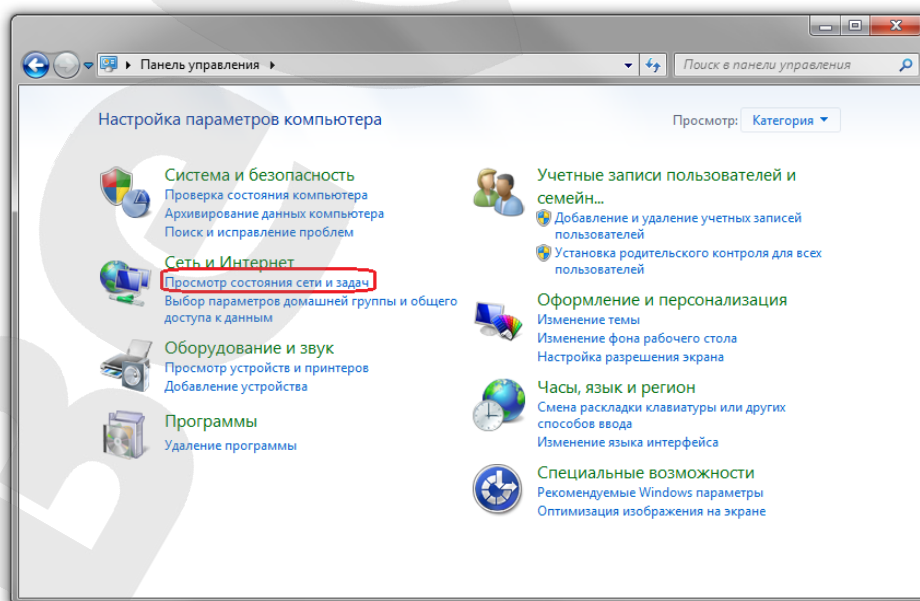 Панель управления
Поиск в панели управления
Настройка параметров компьютера
Просмотр: Категория
Система и безопасность
Проверка состояния компьютера
Архивирование данных компьютера
Поиск и исправление проблем
Сеть и Интернет
Просмотр состояния сети и задач
Выбор параметров домашней группы и общего
доступа к данным
Оборудование и звук
Просмотр устройств и принтеров
Добавление устройства
Программы
Удаление программы
Учетные записи пользователей и
семейн...
Добавление и удаление учетных записей
пользователей
Установка родительского контроля для всех
пользователей
Оформление и персонализация
Изменение темы
Изменение фона рабочего стола
Настройка разрешения экрана
Часы, язык и регион
Смена раскладки клавиатуры или других
способов ввода
Изменение языка интерфейса
Специальные возможности
Рекомендуемые Windows параметры
Оптимизация изображения на экране